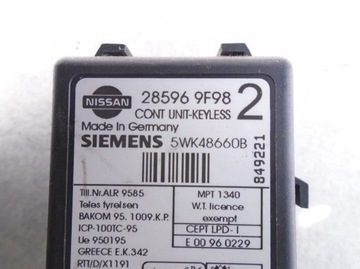 NISSAN
28596 9F98 2
CONT UNIT-KEYLESS
Made In Germany
SIEMENS 5WK48660B
849221
Till.Nr.ALR 9585
Teles tyrelsen
BAKOM 95. 1009.K.P.
ICP-100TC-95
Ue 950195
GREECE E.K.342
RTI/D/X1191
MPT 1340
W.T. licence
exempt
CEPT LPD-I
E 00 96 0229